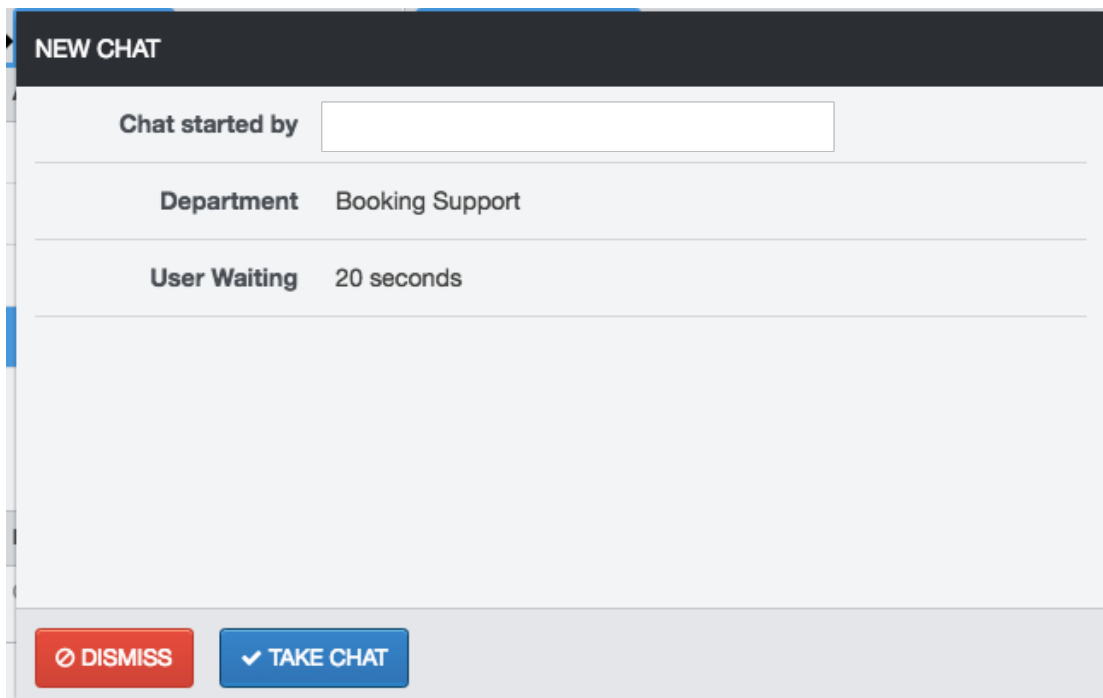 NEW CHAT
Chat started by
Department Booking Support
User Waiting 20 seconds
DISMISS
TAKE CHAT